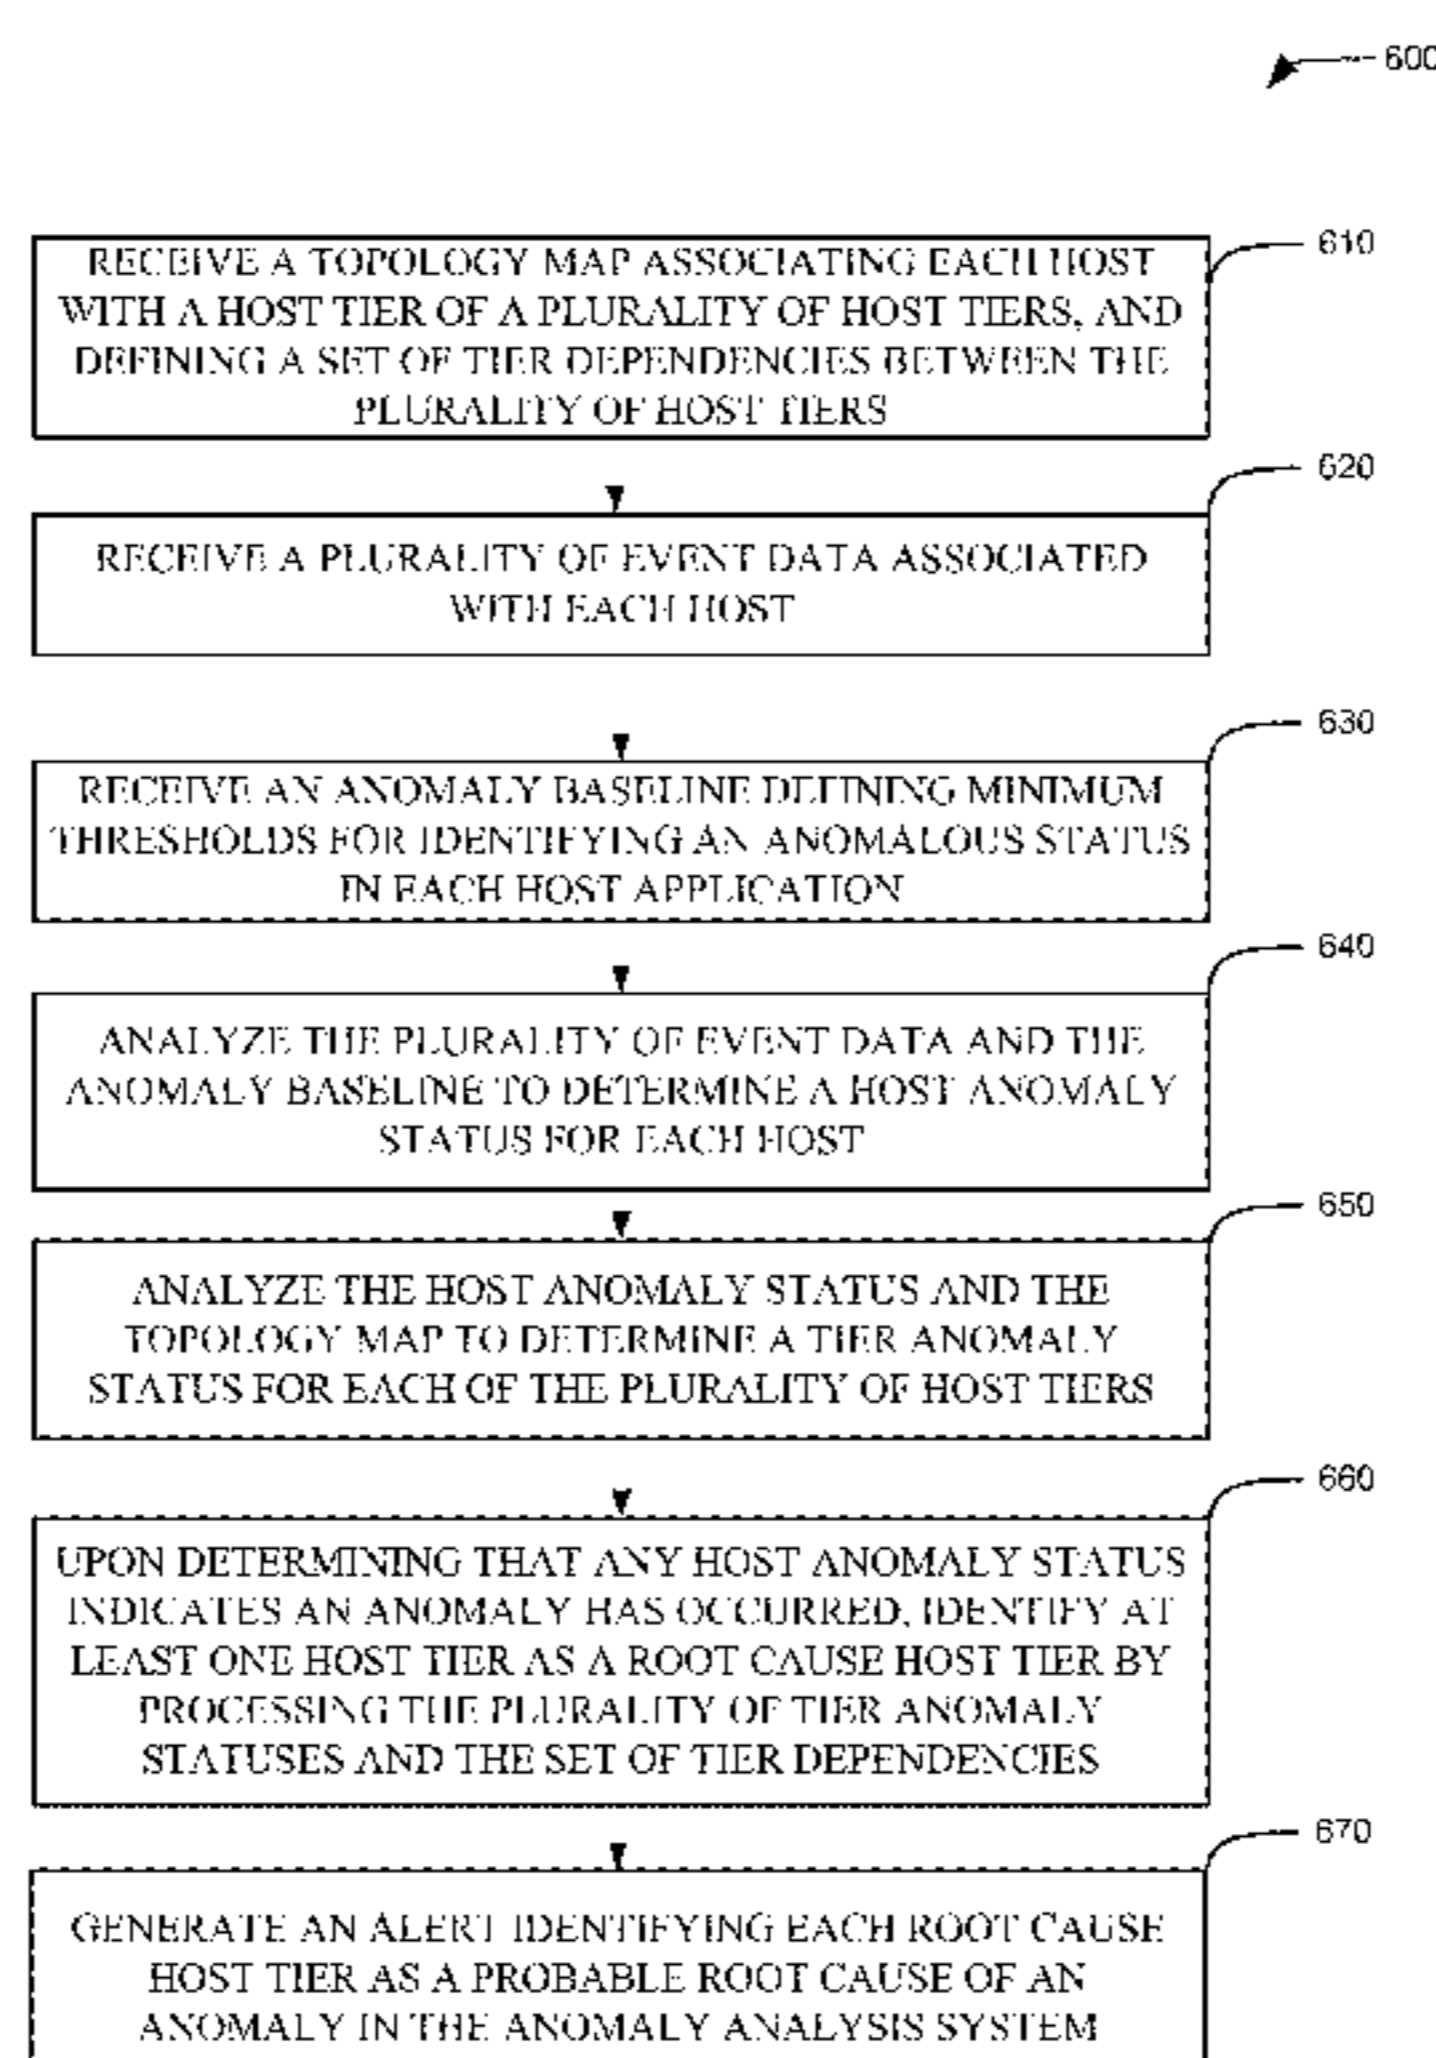 600
610
RECEIVE A TOPOLOGY MAP ASSOCIATING EACH HOST
WITH A HOST TIER OF A PLURALITY OF HOST TIERS, AND
DEFINING A SET OF TIER DEPENDENCIES BETWEEN THE
PLURALITY OF HOST TIERS
620
RECEIVE A PLURALITY OF EVENT DATA ASSOCIATED
WITH EACH HOST
630
RECEIVE AN ANOMALY BASELINE DEFINING MINIMUM
THRESHOLDS FOR IDENTIFYING AN ANOMALOUS STATUS
IN EACH HOST APPLICATION
640
ANALYZE THE PLURALITY OF EVENT DATA AND THE
ANOMALY BASELINE TO DETERMINE A HOST ANOMALY
STATUS FOR EACH HOST
650
ANALYZE THE HOST ANOMALY STATUS AND THE
TOPOLOGY MAP TO DETERMINE A TIER ANOMALY
STATUS FOR EACH OF THE PLURALITY OF HOST TIERS
660
UPON DETERMINING THAT ANY HOST ANOMALY STATUS
INDICATES AN ANOMALY HAS OCCURRED, IDENTIFY AT
LEAST ONE HOST TIER AS A ROOT CAUSE HOST TIER BY
PROCESSING THE PLURALITY OF TIER ANOMALY
STATUSES AND THE SET OF TIER DEPENDENCIES
670
GENERATE AN ALERT IDENTIFYING EACH ROOT CAUSE
HOST TIER AS A PROBABLE ROOT CAUSE OF AN
ANOMALY IN THE ANOMALY ANALYSIS SYSTEM